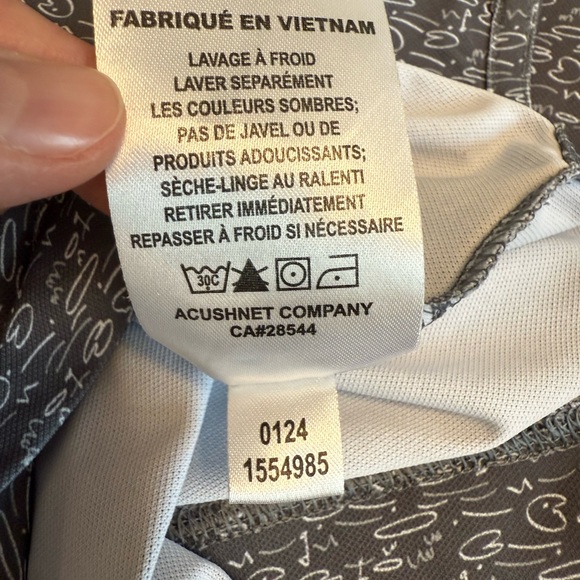 FABRIQUÉ EN VIETNAM
LAVAGE À FROID
LAVER SEPARÉMENT
LES COULEURS SOMBRES;
PAS DE JAVEL OU DE
PRODUITS ADOUCISSANTS;
SÈCHE-LINGE AU RALENTI
RETIRER IMMÉDIATEMENT
REPASSER À FROID SI NÉCESSAIRE
30C
ACUSHNET COMPANY
CA#28544
0124
1554985